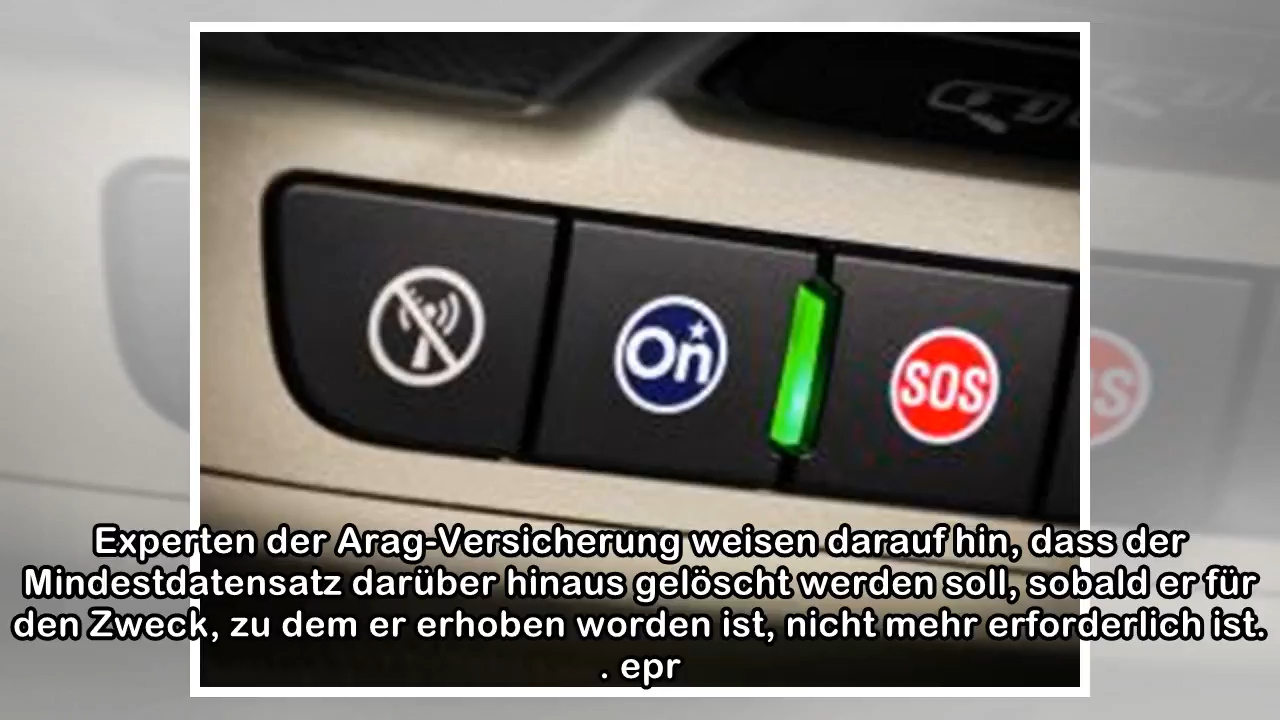 On
SOS
Experten der Arag-Versicherung weisen darauf hin, dass der
Mindestdatensatz darüber hinaus gelöscht werden soll, sobald er für
den Zweck, zu dem er erhoben worden ist, nicht mehr erforderlich ist.
. epr